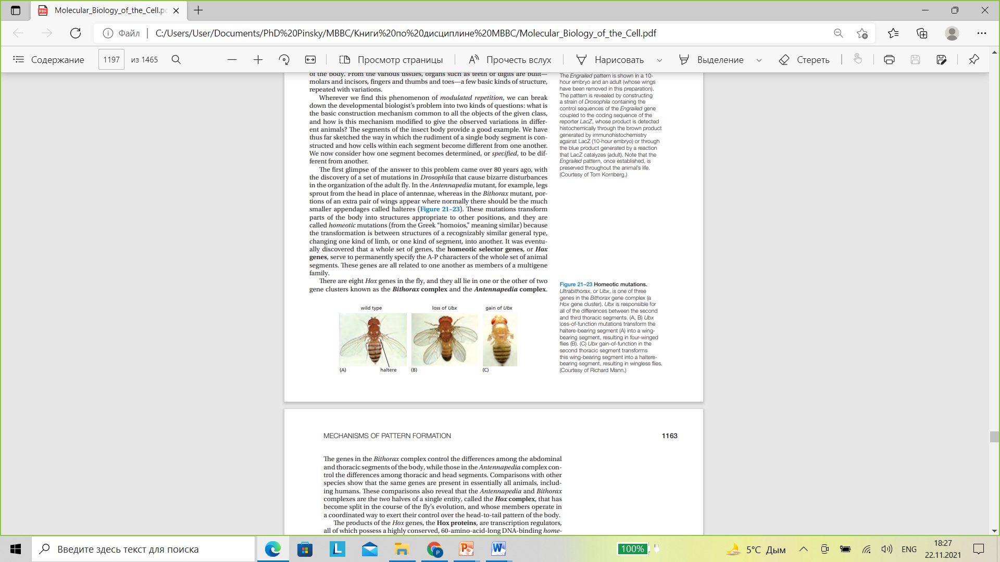 Molecular_Biology_of_the_Cell.pc
Файл
C:/Users/User/Documents/PhD%20Pinsky/MBBC/Книги%20по%20дисциплине%20MBBC/Molecular_Biology_of_the_Cell.pdf
Содержание
1197 из 1465
Просмотр страницы
Прочесть вслух
Нарисовать
Выделение
Стереть
of the body. From the various tissues, organs such as teeth or digits are built—
molars and incisors, fingers and thumbs and toes—a few basic kinds of structure,
repeated with variations.
Wherever we find this phenomenon of modulated repetition, we can break
down the developmental biologist's problem into two kinds of questions: what is
the basic construction mechanism common to all the objects of the given class,
and how is this mechanism modified to give the observed variations in differ-
ent animals? The segments of the insect body provide a good example. We have
thus far sketched the way in which the rudiment of a single body segment is con-
structed and how cells within each segment become different from one another.
We now consider how one segment becomes determined, or specified, to be dif-
ferent from another.
The first glimpse of the answer to this problem came over 80 years ago, with
the discovery of a set of mutations in Drosophila that cause bizarre disturbances
in the organization of the adult fly. In the Antennapedia mutant, for example, legs
sprout from the head in place of antennae, whereas in the Bithorax mutant, por-
tions of an extra pair of wings appear where normally there should be the much
smaller appendages called halteres (Figure 21–23). These mutations transform
parts of the body into structures appropriate to other positions, and they are
called homeotic mutations (from the Greek "homoios," meaning similar) because
the transformation is between structures of a recognizably similar general type,
changing one kind of limb, or one kind of segment, into another. It was eventu-
ally discovered that a whole set of genes, the homeotic selector genes, or Hox
genes, serve to permanently specify the A-P characters of the whole set of animal
segments. These genes are all related to one another as members of a multigene
family.
There are eight Hox genes in the fly, and they all lie in one or the other of two
gene clusters known as the Bithorax complex and the Antennapedia complex.
The Engrailed pattern is shown in a 10-
hour embryo and an adult (whose wings
have been removed in this preparation).
The pattern is revealed by constructing
a strain of Drosophila containing the
control sequences of the Engrailed gene
coupled to the coding sequence of the
reporter LacZ, whose product is detected
histochemically through the brown product
generated by immunohistochemistry
against LacZ (10-hour embryo) or through
the blue product generated by a reaction
that LacZ catalyzes (adult). Note that the
Engrailed pattern, once established, is
preserved throughout the animal's life.
(Courtesy of Tom Kornberg.)
wild type
loss of Ubx
gain of Ubx
(A)
haltere
(B)
(C)
Figure 21–23 Homeotic mutations.
Ultrabithorax, or Ubx, is one of three
genes in the Bithorax gene complex (a
Hox gene cluster). Ubx is responsible for
all of the differences between the second
and third thoracic segments. (A, B) Ubx
loss-of-function mutations transform the
haltere-bearing segment (A) into a wing-
bearing segment, resulting in four-winged
flies (B). (C) Ubx gain-of-function in the
second thoracic segment transforms
this wing-bearing segment into a haltere-
bearing segment, resulting in wingless flies.
(Courtesy of Richard Mann.)
MECHANISMS OF PATTERN FORMATION
1163
The genes in the Bithorax complex control the differences among the abdominal
and thoracic segments of the body, while those in the Antennapedia complex con-
trol the differences among thoracic and head segments. Comparisons with other
species show that the same genes are present in essentially all animals, includ-
ing humans. These comparisons also reveal that the Antennapedia and Bithorax
complexes are the two halves of a single entity, called the Hox complex, that has
become split in the course of the fly's evolution, and whose members operate in
a coordinated way to exert their control over the head-to-tail pattern of the body.
The products of the Hox genes, the Hox proteins, are transcription regulators,
all of which possess a highly conserved, 60-amino-acid-long DNA-binding home-
Введите здесь текст для поиска
100%
5°C Дым
ENG
18:27
22.11.2021